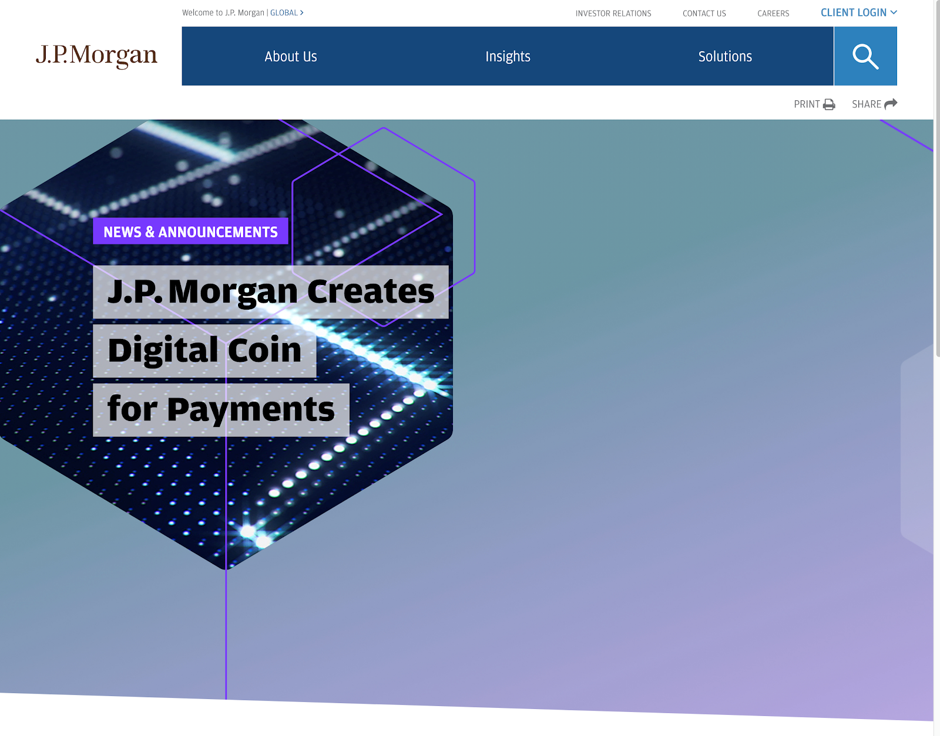 Welcome to J.P. Morgan | GLOBAL >
INVESTOR RELATIONS
CONTACT US
CAREERS
CLIENT LOGIN
J.P.Morgan
About Us
Insights
Solutions
PRINT
SHARE
NEWS & ANNOUNCEMENTS
J.P. Morgan Creates
Digital Coin
for Payments